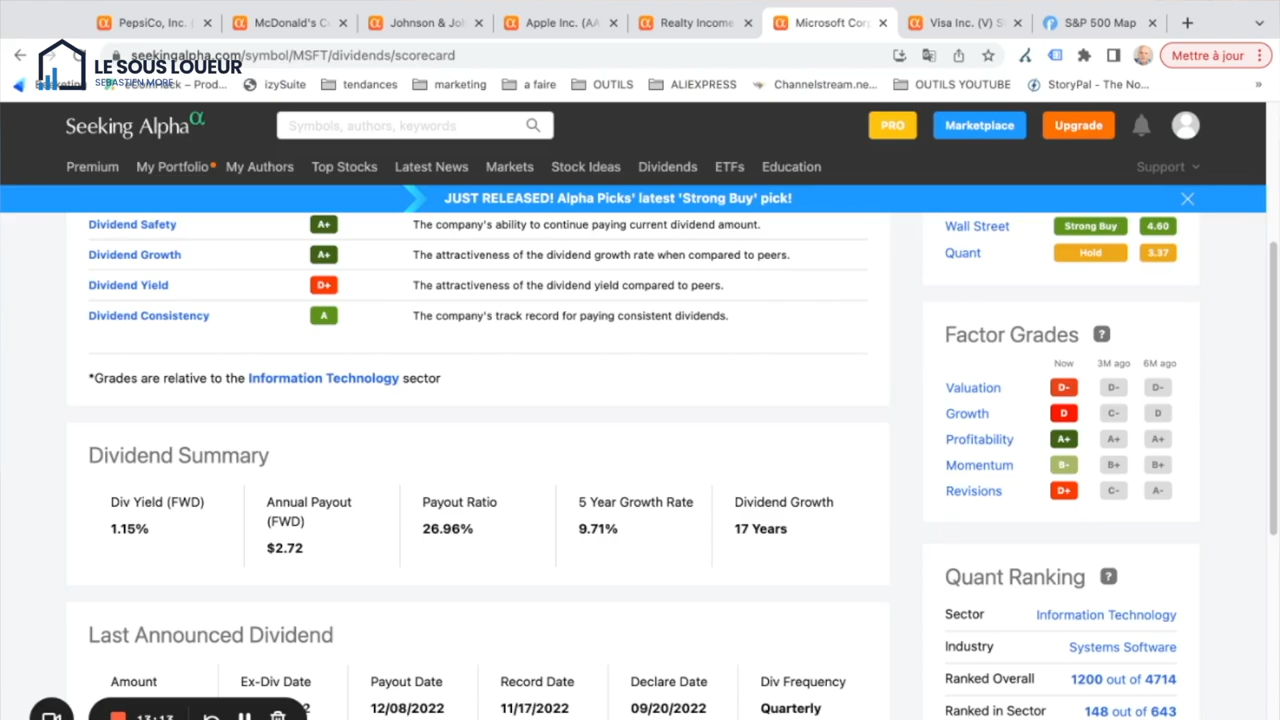 PepsiCo, Inc. (
McDonald's C
Johnson & Jo
Apple Inc. (AA
Realty Income
Microsoft Corp
Visa Inc. (V) S
S&P 500 Map
seekingalpha.com/symbol/MSFT/dividends/scorecard
Mettre à jour
LE SOUS LOUEUR
SEBASTIEN MORE
izySuite
tendances
marketing
a faire
OUTILS
ALIEXPRESS
Channelstream.ne...
OUTILS YOUTUBE
StoryPal - The No...
»
Seeking Alpha α
Symbols, authors, keywords
PRO
Marketplace
Upgrade
Premium
My Portfolio
My Authors
Top Stocks
Latest News
Markets
Stock Ideas
Dividends
ETFs
Education
Support
JUST RELEASED! Alpha Picks' latest 'Strong Buy' pick!
Dividend Safety A+ The company's ability to continue paying current dividend amount.
Dividend Growth A+ The attractiveness of the dividend growth rate when compared to peers.
Dividend Yield D+ The attractiveness of the dividend yield compared to peers.
Dividend Consistency A The company's track record for paying consistent dividends.
*Grades are relative to the Information Technology sector
Wall Street Strong Buy 4.60
Quant Hold 3.37
Factor Grades ?
Now 3M ago 6M ago
Valuation D- D- D-
Growth D C- D
Profitability A+ A+ A+
Momentum B- B+ B+
Revisions D+ C- A-
Dividend Summary
Div Yield (FWD)
1.15%
Annual Payout
(FWD)
$2.72
Payout Ratio
26.96%
5 Year Growth Rate
9.71%
Dividend Growth
17 Years
Quant Ranking ?
Sector Information Technology
Industry Systems Software
Ranked Overall 1200 out of 4714
Ranked in Sector 148 out of 643
Last Announced Dividend
Amount
Ex-Div Date
Payout Date
12/08/2022
Record Date
11/17/2022
Declare Date
09/20/2022
Div Frequency
Quarterly
13:13